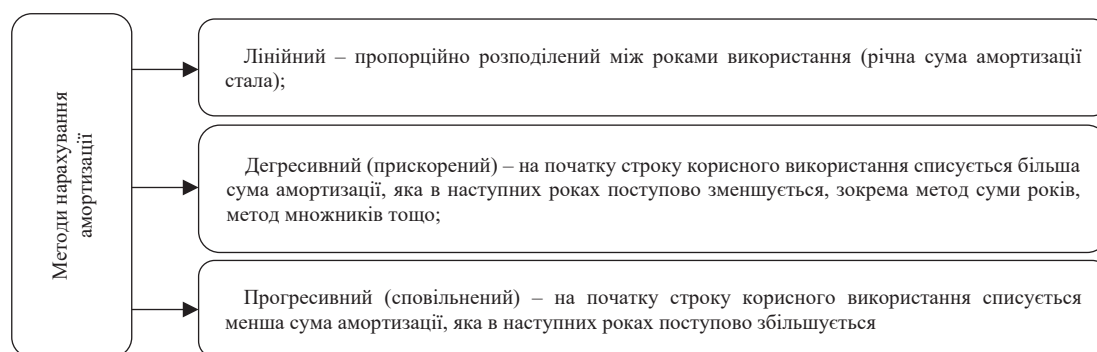 Методи нарахування
амортизації
Лінійний – пропорційно розподілений між роками використання (річна сума амортизації
стала);
Дегресивний (прискорений) – на початку строку корисного використання списується більша
сума амортизації, яка в наступних роках поступово зменшується, зокрема метод суми років,
метод множників тощо;
Прогресивний (сповільнений) – на початку строку корисного використання списується
менша сума амортизації, яка в наступних роках поступово збільшується